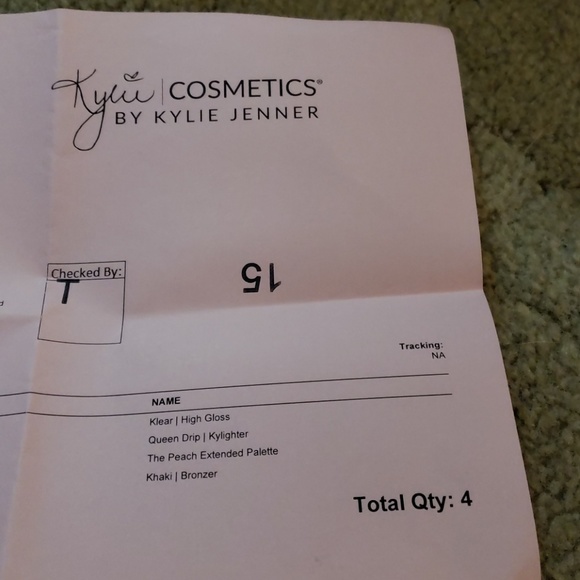 Kylie | COSMETICS®
BY KYLIE JENNER
Checked By:
T
15
Tracking:
NA
NAME
Klear | High Gloss
Queen Drip | Kylighter
The Peach Extended Palette
Khaki | Bronzer
Total Qty: 4